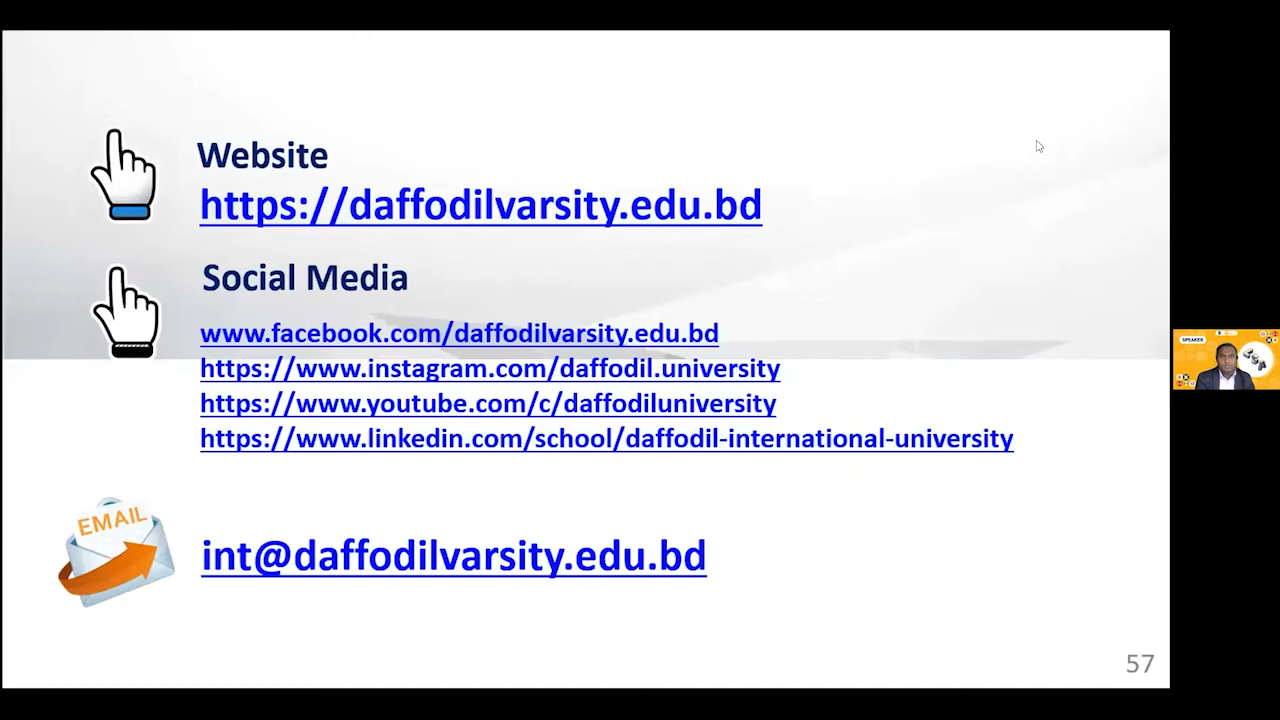 Website
https://daffodilvarsity.edu.bd
Social Media
www.facebook.com/daffodilvarsity.edu.bd
https://www.instagram.com/daffodil.university
https://www.youtube.com/c/daffodiluniversity
https://www.linkedin.com/school/daffodil-international-university
EMAIL
int@daffodilvarsity.edu.bd
57
SPEAKER